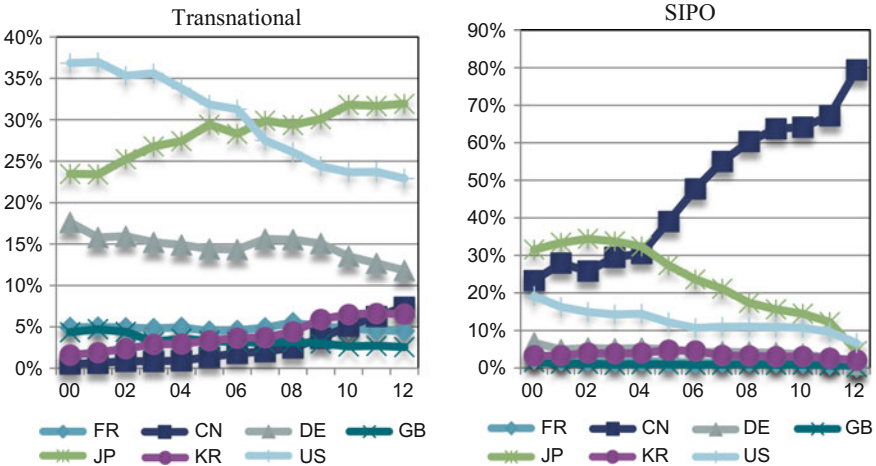 Transnational
40%
35%
30%
25%
20%
15%
10%
5%
0%
00 02 04 06 08 10 12
FR CN DE GB
JP KR US
SIPO
90%
80%
70%
60%
50%
40%
30%
20%
10%
0%
00 02 04 06 08 10 12
FR CN DE GB
JP KR US